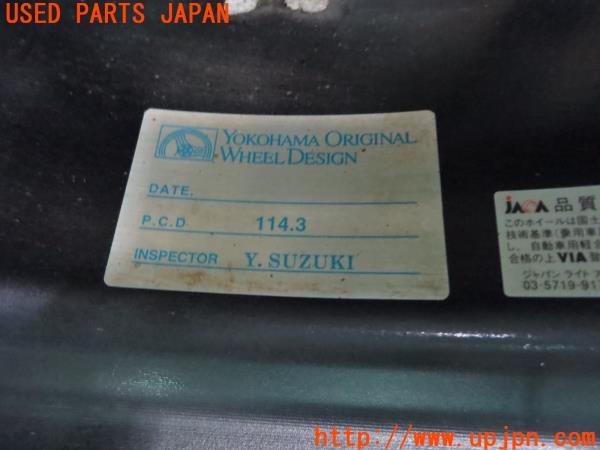 USED PARTS JAPAN
YOKOHAMA ORIGINAL
WHEEL DESIGN
DATE.
P.C.D 114.3
INSPECTOR Y. SUZUKI
JAWA 品質
このホイールは国土
技術基準(乗用車用
し、自動車用軽合
合格の上VIA登
ジャパン ライト ア
03-5719-917
http://www.upjpn.com/